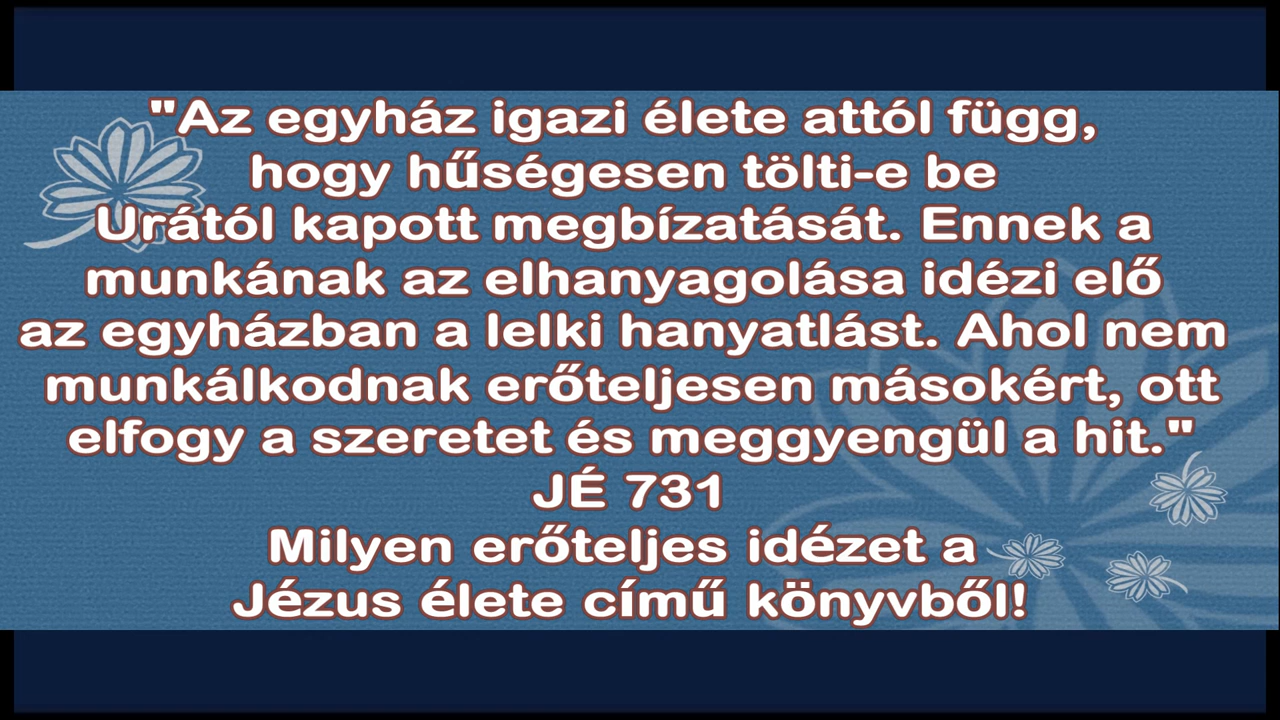 "Az egyház igazi élete attól függ,
hogy hűségesen tölti-e be
Urától kapott megbízatását. Ennek a
munkának az elhanyagolása idézi elő
az egyházban a lelki hanyatlást. Ahol nem
munkálkodnak erőteljesen másokért, ott
elfogy a szeretet és meggyengül a hit."
JÉ 731
Milyen erőteljes idézet a
Jézus élete című könyvből!